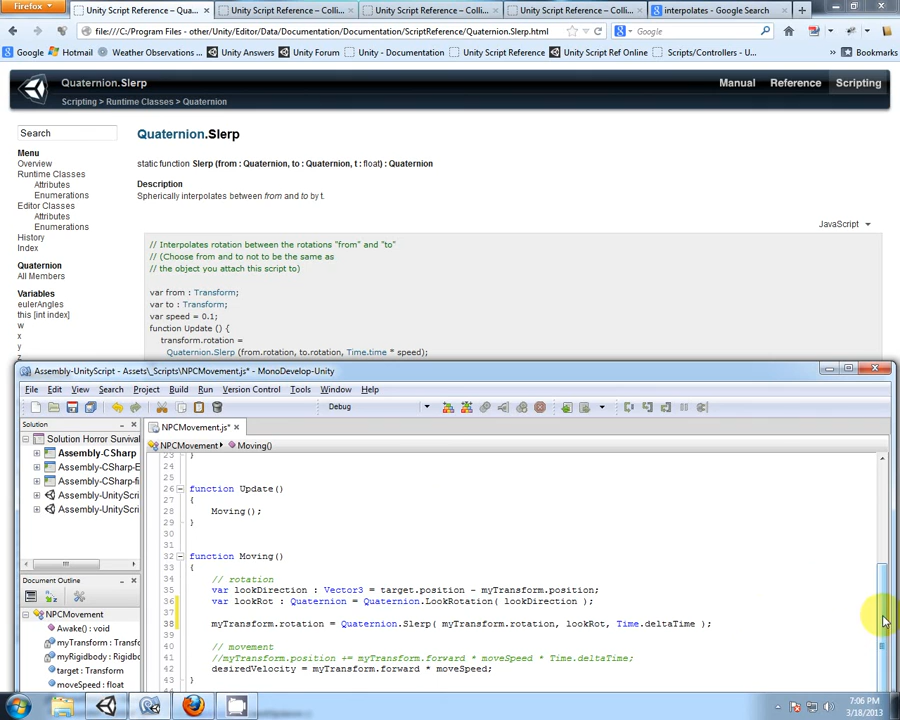 Firefox
Unity Script Reference – Qua...
Unity Script Reference – Colli...
Unity Script Reference – Colli...
Unity Script Reference – Colli...
interpolates - Google Search
file:///C:/Program Files - other/Unity/Editor/Data/Documentation/Documentation/ScriptReference/Quaternion.Slerp.html
Google
Google Hotmail Weather Observations ... Unity Answers Unity Forum Unity - Documentation Unity Script Reference Unity Script Ref Online Scripts/Controllers - U... Bookmarks
Quaternion.Slerp
Manual Reference Scripting
Scripting > Runtime Classes > Quaternion
Search
Quaternion.Slerp
Menu
Overview
Runtime Classes
Attributes
Enumerations
Editor Classes
Attributes
Enumerations
History
Index
Quaternion
All Members
Variables
eulerAngles
this [int index]
w
x
y
z
static function Slerp (from : Quaternion, to : Quaternion, t : float) : Quaternion
Description
Spherically interpolates between from and to by t.
JavaScript
// Interpolates rotation between the rotations "from" and "to"
// (Choose from and to not to be the same as
// the object you attach this script to)
var from : Transform;
var to : Transform;
var speed = 0.1;
function Update () {
transform.rotation =
Quaternion.Slerp (from.rotation, to.rotation, Time.time * speed);
Assembly-UnityScript - Assets\_Scripts\NPCMovement.js* - MonoDevelop-Unity
File Edit View Search Project Build Run Version Control Tools Window Help
Debug
Solution
Solution Horror Survival
Assembly-CSharp
Assembly-CSharp-E
Assembly-CSharp-fi
Assembly-UnityScri
Assembly-UnityScri
Document Outline
NPCMovement
Awake() : void
myTransform : Transfo
myRigidbody : Rigidbo
target : Transform
moveSpeed : float
NPCMovement.js*
NPCMovement Moving()
23 }
24
25
26 function Update()
27 {
28 Moving();
29 }
30
31
32 function Moving()
33 {
34 // rotation
35 var lookDirection : Vector3 = target.position - myTransform.position;
36 var lookRot : Quaternion = Quaternion.LookRotation( lookDirection );
37
38 myTransform.rotation = Quaternion.Slerp( myTransform.rotation, lookRot, Time.deltaTime );
39
40 // movement
41 //myTransform.position += myTransform.forward * moveSpeed * Time.deltaTime;
42 desiredVelocity = myTransform.forward * moveSpeed;
43 }
7:06 PM
3/18/2013